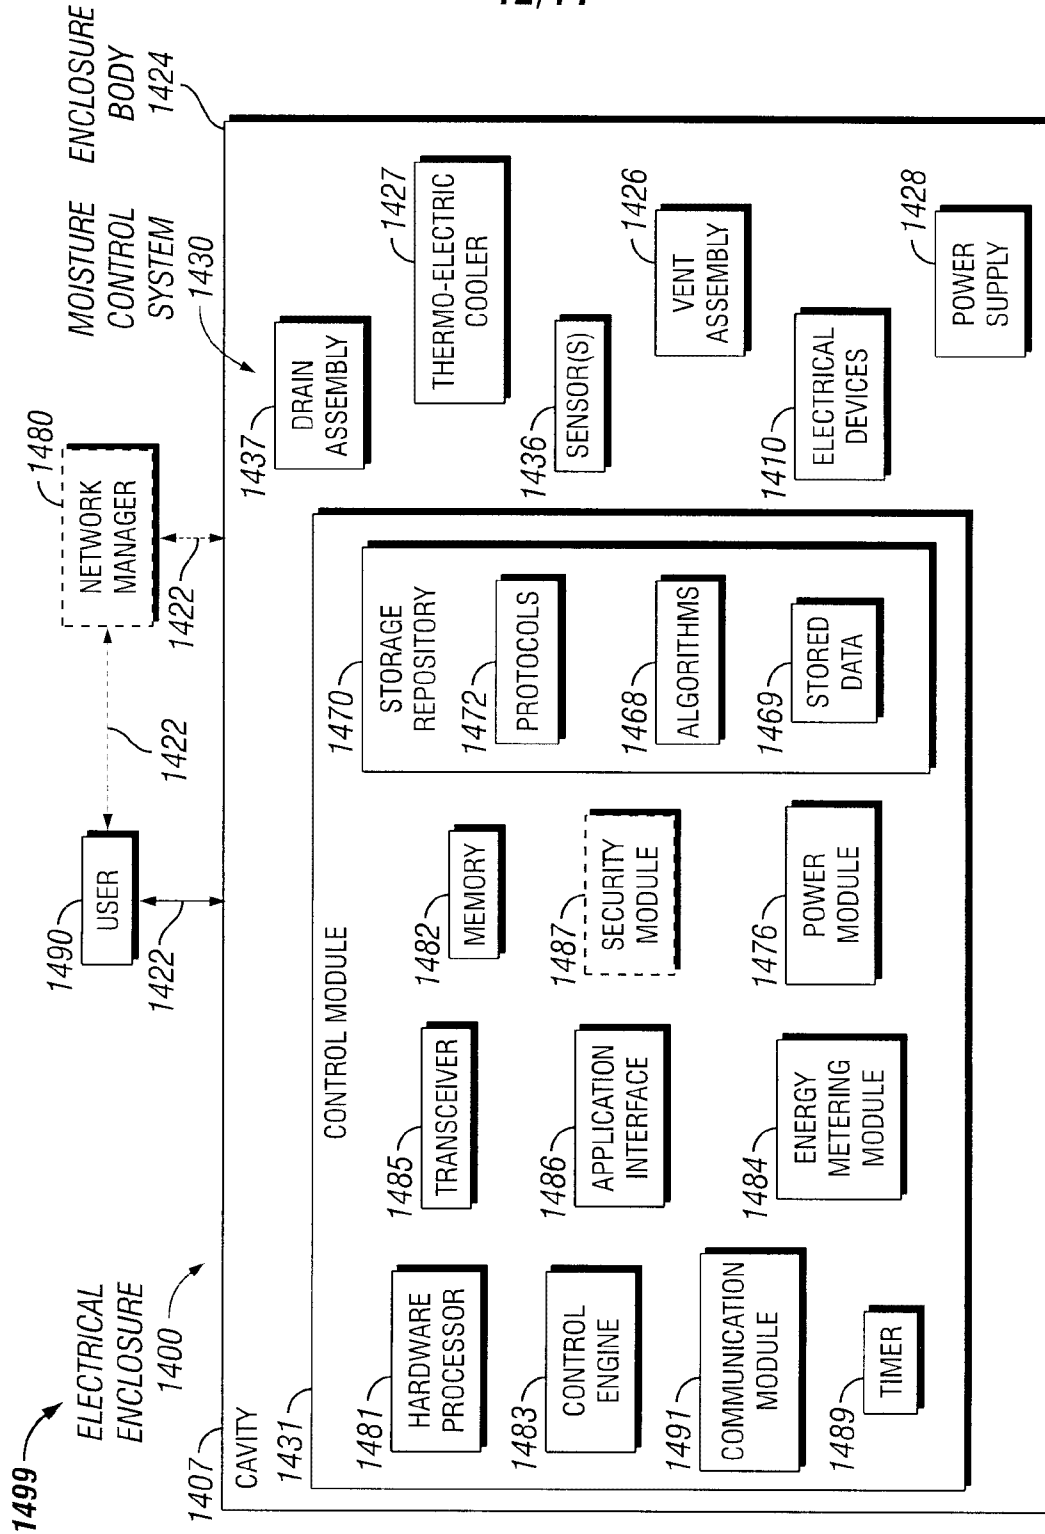 1499
ELECTRICAL
ENCLOSURE
1400
1490
USER
1422
1422
1480
NETWORK
MANAGER
1422
MOISTURE
CONTROL
SYSTEM
1430
ENCLOSURE
BODY
1424
1407
CAVITY
1431
CONTROL MODULE
1481
HARDWARE
PROCESSOR
1485
TRANSCEIVER
1482
MEMORY
1470
STORAGE
REPOSITORY
1472
PROTOCOLS
1468
ALGORITHMS
1469
STORED
DATA
1483
CONTROL
ENGINE
1486
APPLICATION
INTERFACE
1487
SECURITY
MODULE
1491
COMMUNICATION
MODULE
1484
ENERGY
METERING
MODULE
1476
POWER
MODULE
1489
TIMER
1437
DRAIN
ASSEMBLY
1427
THERMO-ELECTRIC
COOLER
1436
SENSOR(S)
1426
VENT
ASSEMBLY
1410
ELECTRICAL
DEVICES
1428
POWER
SUPPLY